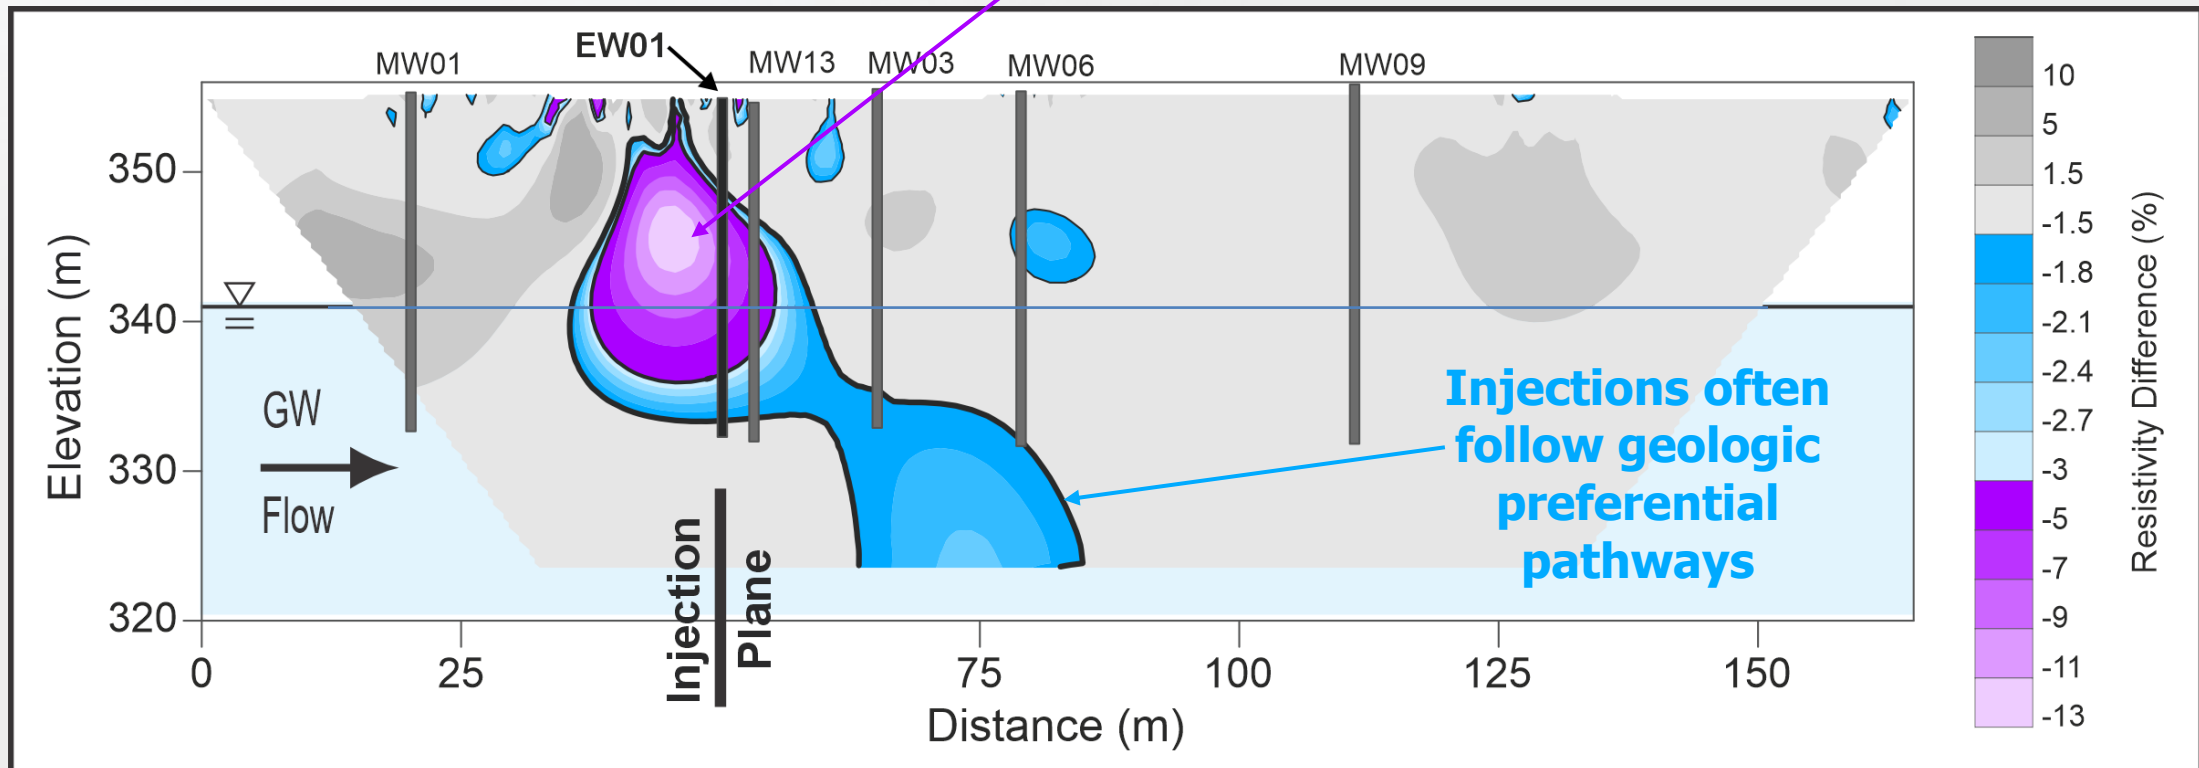 EW01
MW01
MW13
MW03
MW06
MW09
Elevation (m)
350
340
330
320
GW
Flow
Injection
Plane
Injections often
follow geologic
preferential
pathways
0
25
75
100
125
150
Distance (m)
10
5
1.5
-1.5
-1.8
-2.1
-2.4
-2.7
-3
-5
-7
-9
-11
-13
Resistivity Difference (%)